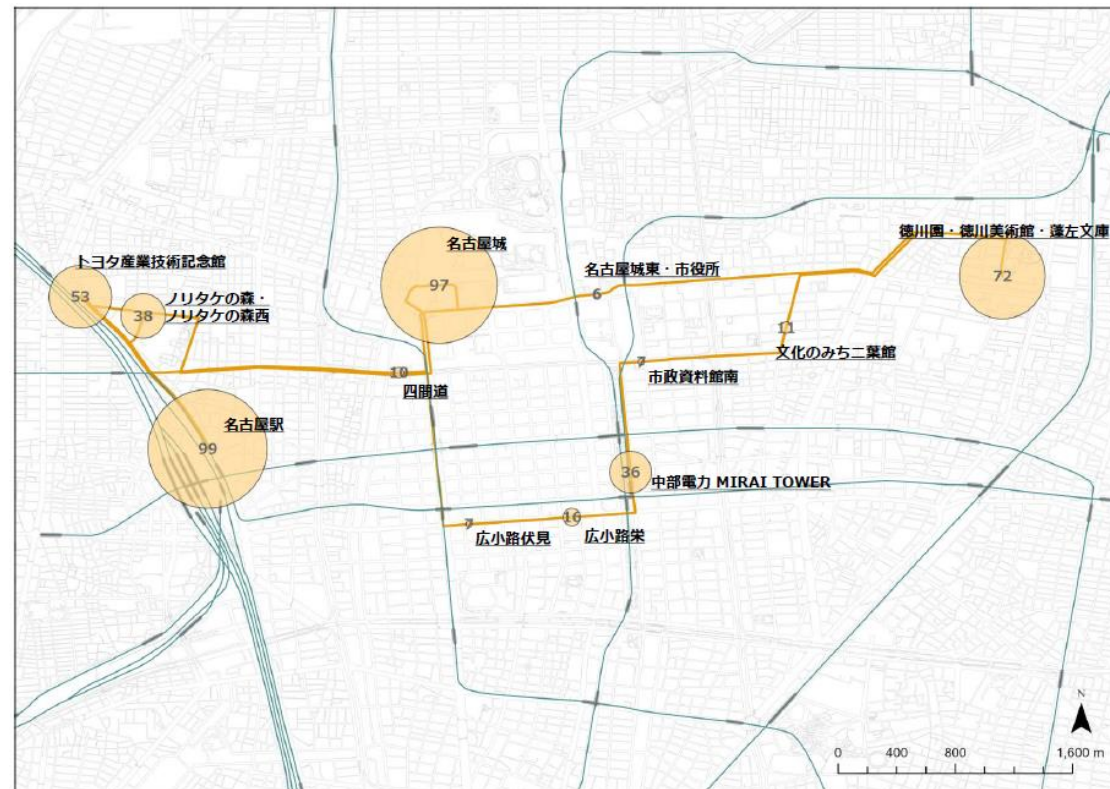 名古屋城
97
徳川園・徳川美術館・蓬左文庫
72
トヨタ産業技術記念館
53
名古屋城東・市役所
6
ノリタケの森・
ノリタケの森西
38
11
文化のみち二葉館
7
市政資料館南
10
四間道
名古屋駅
99
36
中部電力 MIRAI TOWER
7
広小路伏見
16
広小路栄
N
0 400 800 1,600 m